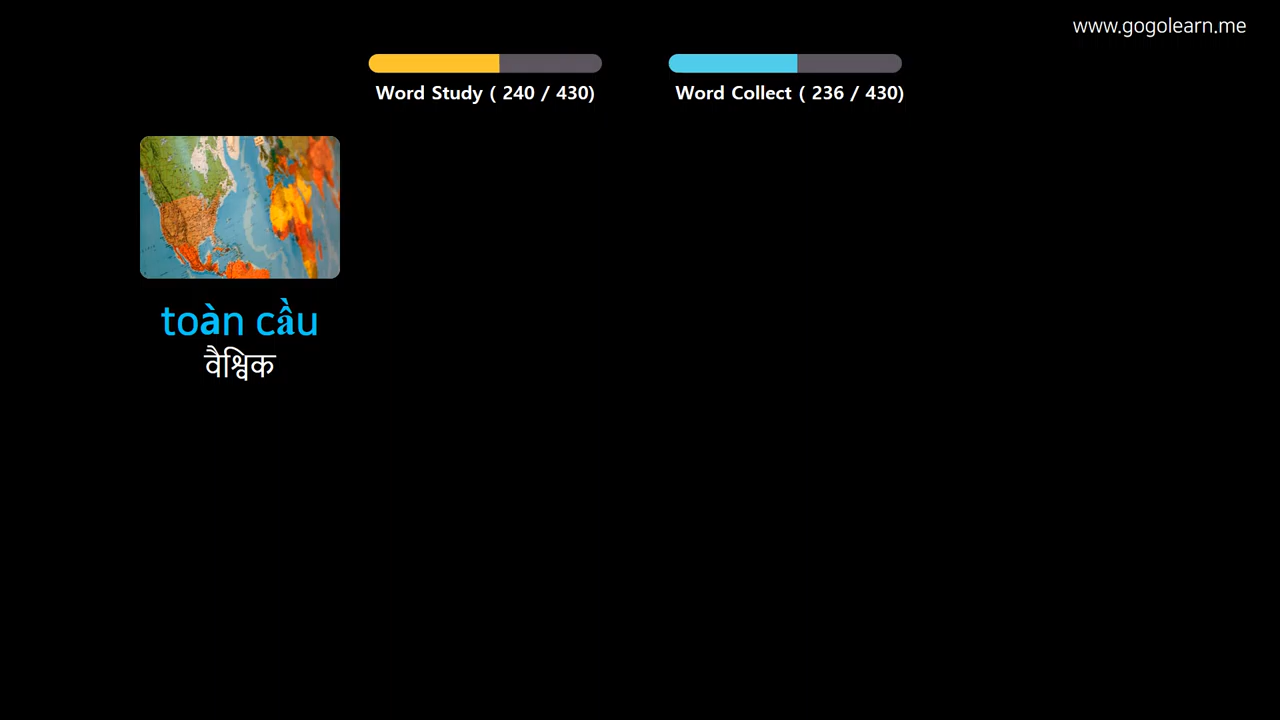 www.gogolearn.me
Word Study ( 240 / 430)
Word Collect ( 236 / 430)
toàn cầu
वैश्विक